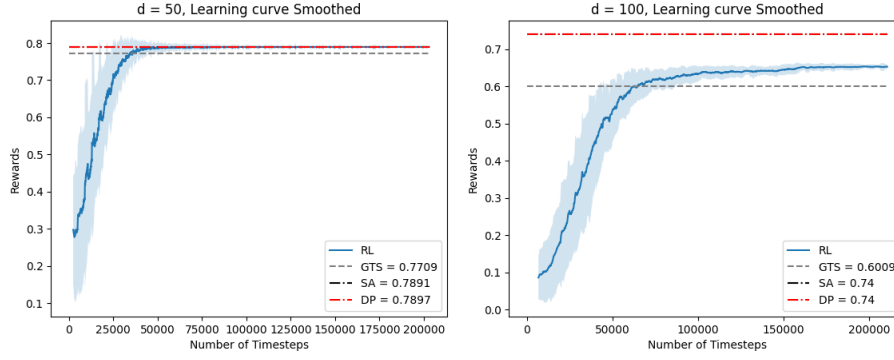 d = 50, Learning curve Smoothed
Rewards
0.8
0.7
0.6
0.5
0.4
0.3
0.2
0.1
RL
GTS = 0.7709
SA = 0.7891
DP = 0.7897
0 25000 50000 75000 100000 125000 150000 175000 200000
Number of Timesteps
d = 100, Learning curve Smoothed
Rewards
0.7
0.6
0.5
0.4
0.3
0.2
0.1
0.0
RL
GTS = 0.6009
SA = 0.74
DP = 0.74
0 50000 100000 150000 200000
Number of Timesteps